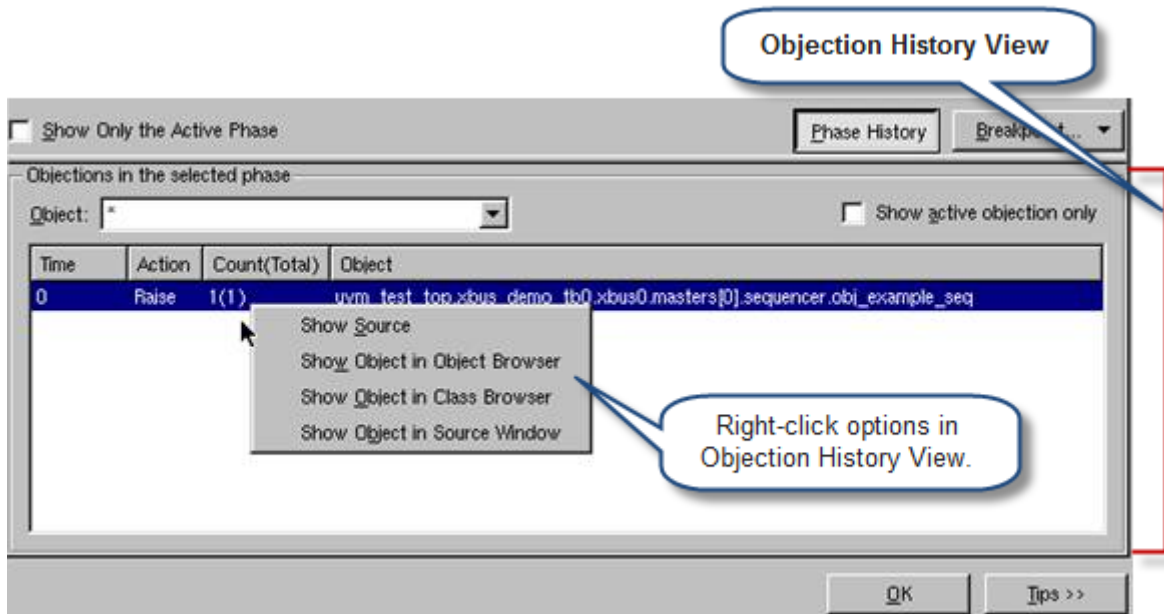 Objection History View
Show Only the Active Phase
Phase History
Objections in the selected phase
Object: *
Show active objection only
Time Action Count(Total) Object
0 Raise 1(1) uvm_test_top.xbus_demo_tb0.xbus0.masters[0].sequencer.obj_example_seq
Show Source
Show Object in Object Browser
Show Object in Class Browser
Show Object in Source Window
Right-click options in
Objection History View.
OK
Tips >>